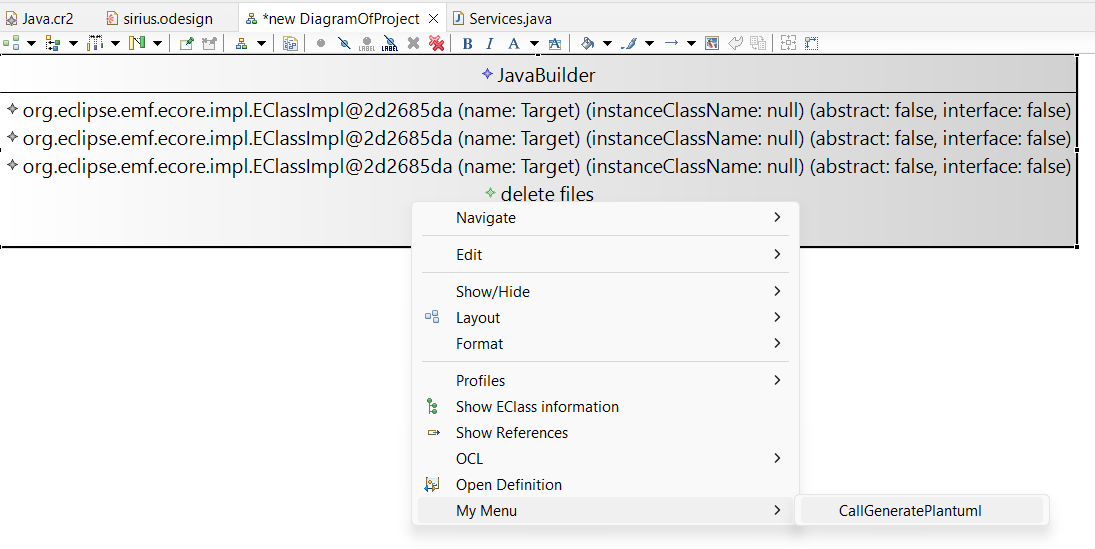 Java.cr2
sirius.odesign
*new DiagramOfProject
Services.java
LABEL
LABEL
B I A A
JavaBuilder
org.eclipse.emf.ecore.impl.EClassImpl@2d2685da (name: Target) (instanceClassName: null) (abstract: false, interface: false)
org.eclipse.emf.ecore.impl.EClassImpl@2d2685da (name: Target) (instanceClassName: null) (abstract: false, interface: false)
org.eclipse.emf.ecore.impl.EClassImpl@2d2685da (name: Target) (instanceClassName: null) (abstract: false, interface: false)
delete files
Navigate
Edit
Show/Hide
Layout
Format
Profiles
Show EClass information
Show References
OCL
Open Definition
My Menu
CallGeneratePlantuml